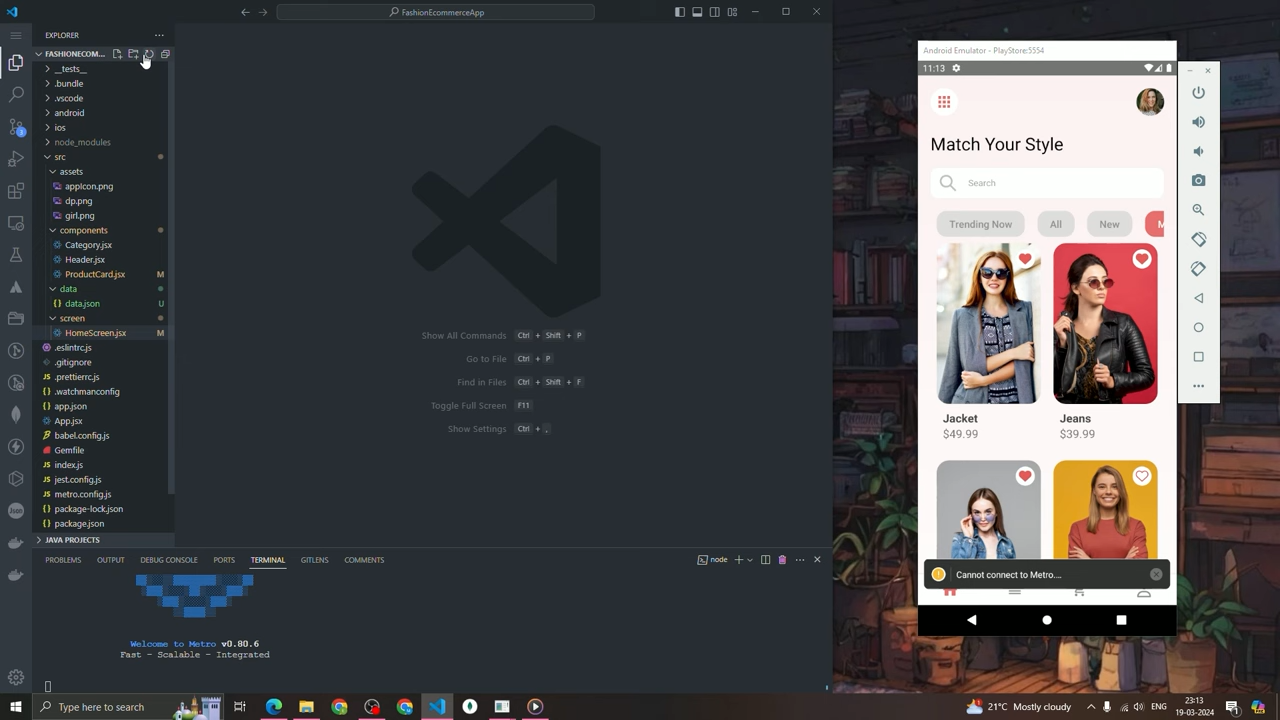 FashionEcommerceApp
EXPLORER
FASHIONECOM...
__tests__
.bundle
.vscode
android
ios
node_modules
src
assets
appIcon.png
dp.png
girl.png
components
Category.jsx
Header.jsx
ProductCard.jsx M
data
data.json U
screen
HomeScreen.jsx M
.eslintrc.js
.gitignore
.prettierrc.js
.watchmanconfig
app.json
App.jsx
babel.config.js
Gemfile
index.js
jest.config.js
metro.config.js
package-lock.json
package.json
JAVA PROJECTS
Show All Commands Ctrl + Shift + P
Go to File Ctrl + P
Find in Files Ctrl + Shift + F
Toggle Full Screen F11
Show Settings Ctrl + ,
PROBLEMS OUTPUT DEBUG CONSOLE PORTS TERMINAL GITLENS COMMENTS
node
Welcome to Metro v0.80.6
Fast - Scalable - Integrated
Android Emulator - PlayStore:5554
11:13
Match Your Style
Search
Trending Now All New M
Jacket Jeans
$49.99 $39.99
Cannot connect to Metro...
Type here to search
21°C Mostly cloudy
23:13
19-03-2024